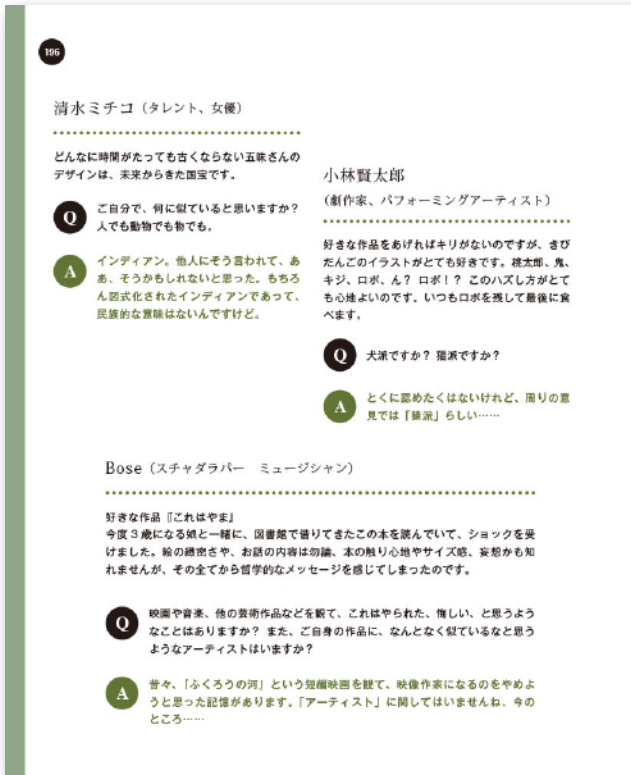 196
清水ミチコ（タレント、女優）
どんなに時間がたっても古くならない五味さんの
デザインは、未来からきた国宝です。
Q
ご自分で、何に似ていると思いますか？
人でも動物でも物でも。
A
インディアン。他人にそう言われて、あ
あ、そうかもしれないと思った。もちろ
ん図式化されたインディアンであって、
民族的な意味はないんですけど。
小林賢太郎
（劇作家、パフォーミングアーティスト）
好きな作品をあげればキリがないのですが、きび
だんごのイラストがとても好きです。桃太郎、鬼、
キジ、ロボ、ん？ ロボ！？ このハズし方がとて
も心地よいのです。いつもロボを残して最後に食
べます。
Q
犬派ですか？ 猫派ですか？
A
とくに認めたくはないけれど、周りの意
見では「猿派」らしい……
Bose（スチャダラパー　ミュージシャン）
好きな作品『これはやま』
今度３歳になる娘と一緒に、図書館で借りてきたこの本を読んでいて、ショックを受
けました。絵の緻密さや、お話の内容は勿論、本の触り心地やサイズ感、妄想かも知
れませんが、その全てから哲学的なメッセージを感じてしまったのです。
Q
映画や音楽、他の芸術作品などを観て、これはやられた、悔しい、と思うよう
なことはありますか？ また、ご自身の作品に、なんとなく似ているなと思う
ようなアーティストはいますか？
A
昔々、「ふくろうの河」という短編映画を観て、映像作家になるのをやめよ
うと思った記憶があります。「アーティスト」に関してはいませんね、今の
ところ……